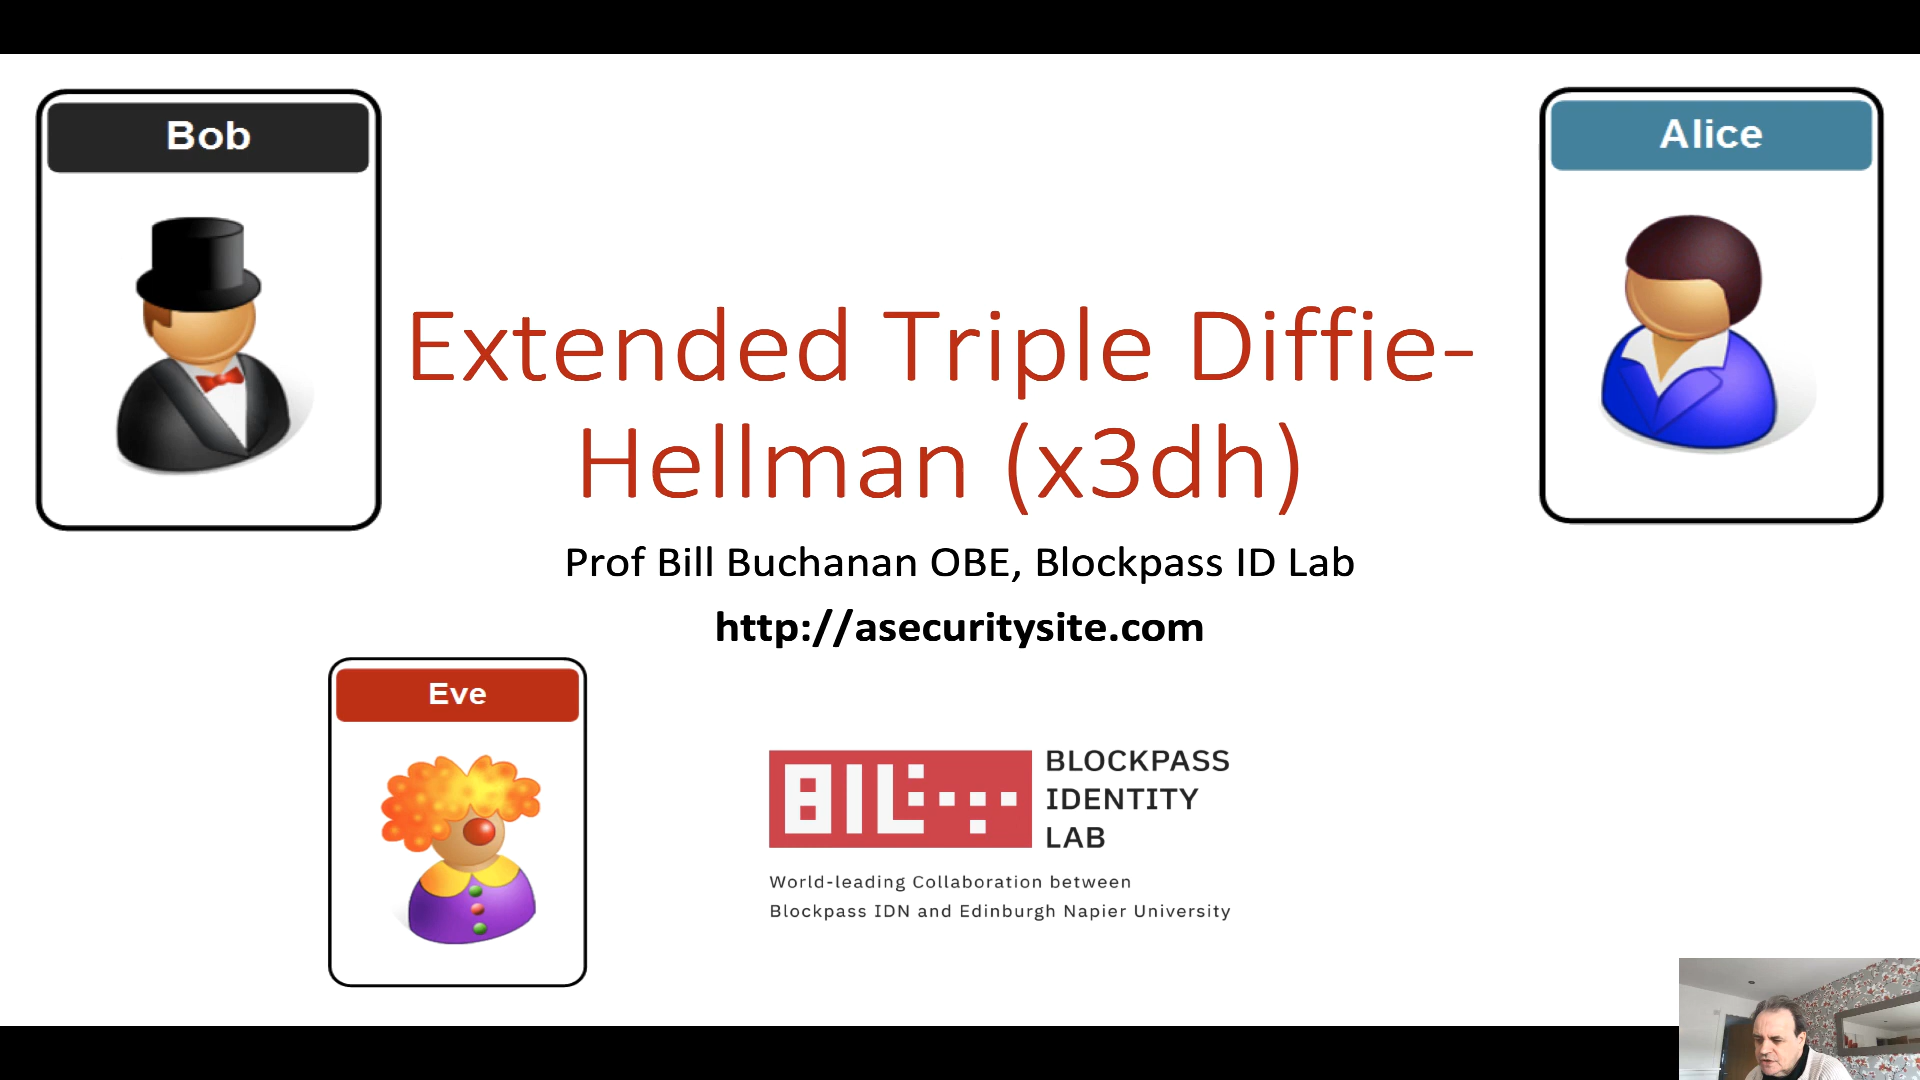 Bob
Alice
Extended Triple Diffie-
Hellman (x3dh)
Prof Bill Buchanan OBE, Blockpass ID Lab
http://asecuritysite.com
Eve
BIL
BLOCKPASS
IDENTITY
LAB
World-leading Collaboration between
Blockpass IDN and Edinburgh Napier University